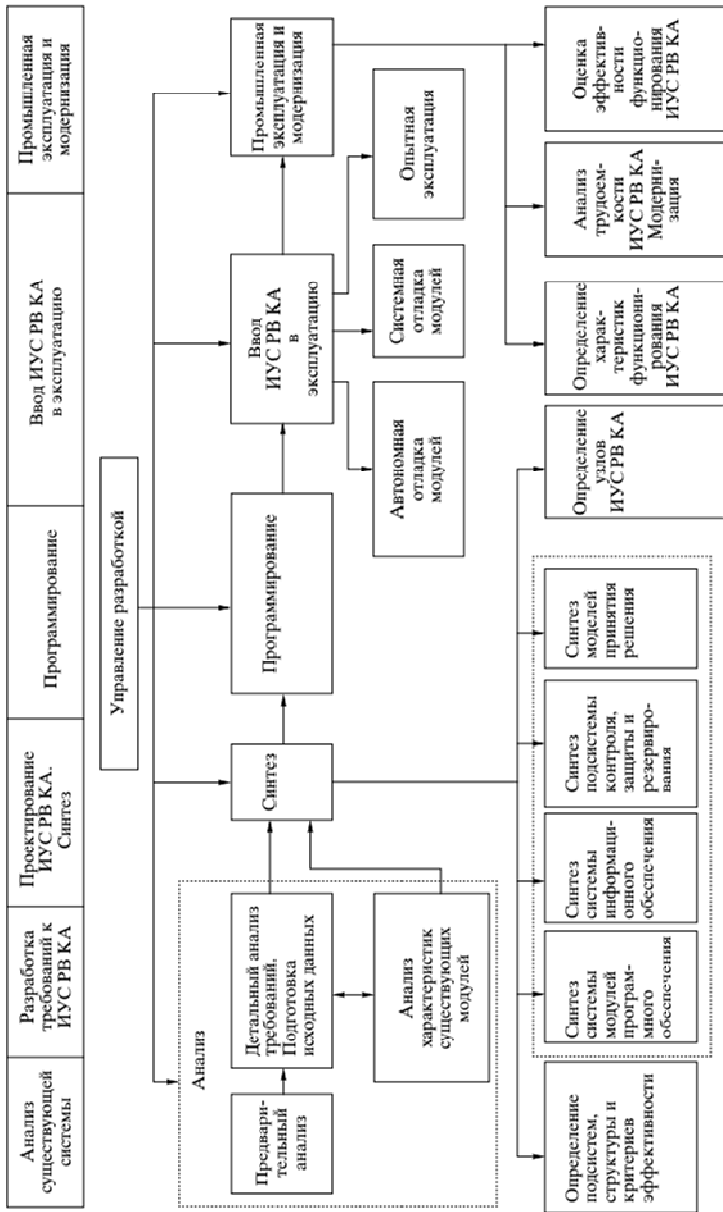 Анализ
существующей
системы
Разработка
требований к
ИУС РВ КА
Проектирование
ИУС РВ КА.
Синтез
Программирование
Ввод ИУС РВ КА
в эксплуатацию
Промышленная
эксплуатация и
модернизация
Управление разработкой
Анализ
Предвари-
тельный
анализ
Детальный анализ
требований.
Подготовка
исходных данных
Анализ
характеристик
существующих
модулей
Синтез
Программирование
Ввод
ИУС РВ КА
в
эксплуатацию
Промышленная
эксплуатация и
модернизация
Автономная
отладка
модулей
Системная
отладка
модулей
Опытная
эксплуатация
Определение
подсистем,
структуры и
критериев
эффективности
Синтез
системы
модулей
програм-
много
обеспечения
Синтез
системы
информаци-
онного
обеспечения
Синтез
подсистемы
контроля,
защиты и
резервиро-
вания
Синтез
моделей
принятия
решения
Определение
узлов
ИУС РВ КА
Определение
харак-
теристик
функциони-
рования
ИУС РВ КА
Анализ
трудоем-
кости
ИУС РВ КА
Модерни-
зация
Оценка
эффектив-
ности
функцио-
нирования
ИУС РВ КА